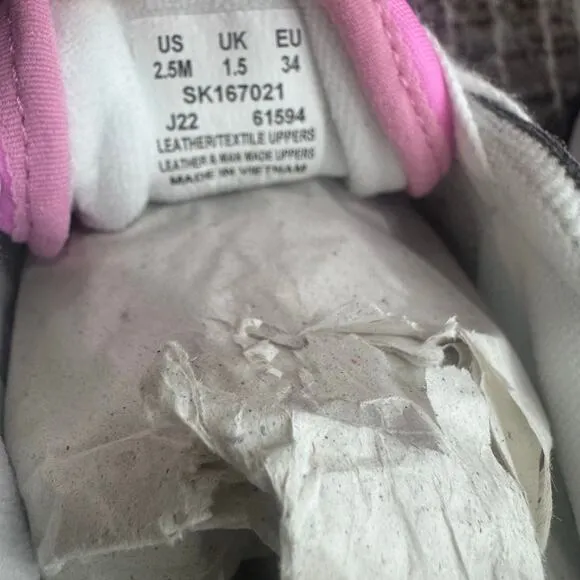 US UK EU
2.5M 1.5 34
SK167021
J22 61594
LEATHER/TEXTILE UPPERS
LEATHER & MAN MADE UPPERS
MADE IN VIETNAM